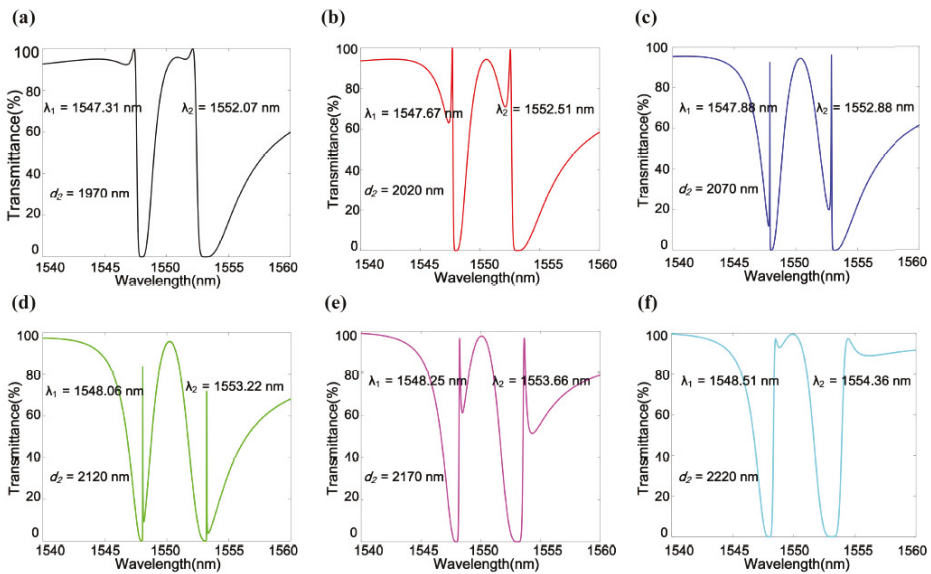 (a)
100
80
60
40
20
0
Transmittance(%)
λ1 = 1547.31 nm
λ2 = 1552.07 nm
d2 = 1970 nm
1540 1545 1550 1555 1560
Wavelength(nm)
(b)
100
80
60
40
20
0
Transmittance(%)
λ1 = 1547.67 nm
λ2 = 1552.51 nm
d2 = 2020 nm
1540 1545 1550 1555 1560
Wavelength(nm)
(c)
100
80
60
40
20
0
Transmittance(%)
λ1 = 1547.88 nm
λ2 = 1552.88 nm
d2 = 2070 nm
1540 1545 1550 1555 1560
Wavelength(nm)
(d)
100
80
60
40
20
0
Transmittance(%)
λ1 = 1548.06 nm
λ2 = 1553.22 nm
d2 = 2120 nm
1540 1545 1550 1555 1560
Wavelength(nm)
(e)
100
80
60
40
20
0
Transmittance(%)
λ1 = 1548.25 nm
λ2 = 1553.66 nm
d2 = 2170 nm
1540 1545 1550 1555 1560
Wavelength(nm)
(f)
100
80
60
40
20
0
Transmittance(%)
λ1 = 1548.51 nm
λ2 = 1554.36 nm
d2 = 2220 nm
1540 1545 1550 1555 1560
Wavelength(nm)